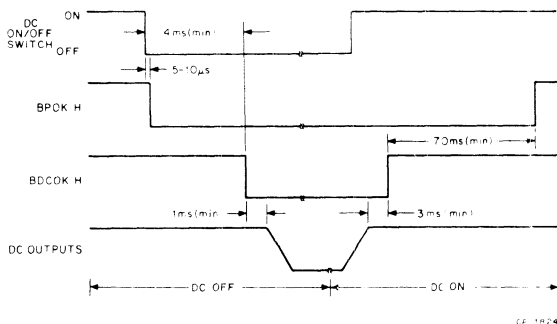 DC
ON/OFF
SWITCH
ON
OFF
4ms(min)
5-10μs
BPOK H
70ms(min)
BDCOK H
1ms(min
3ms min)
DC OUTPUTS
DC OFF
DC ON